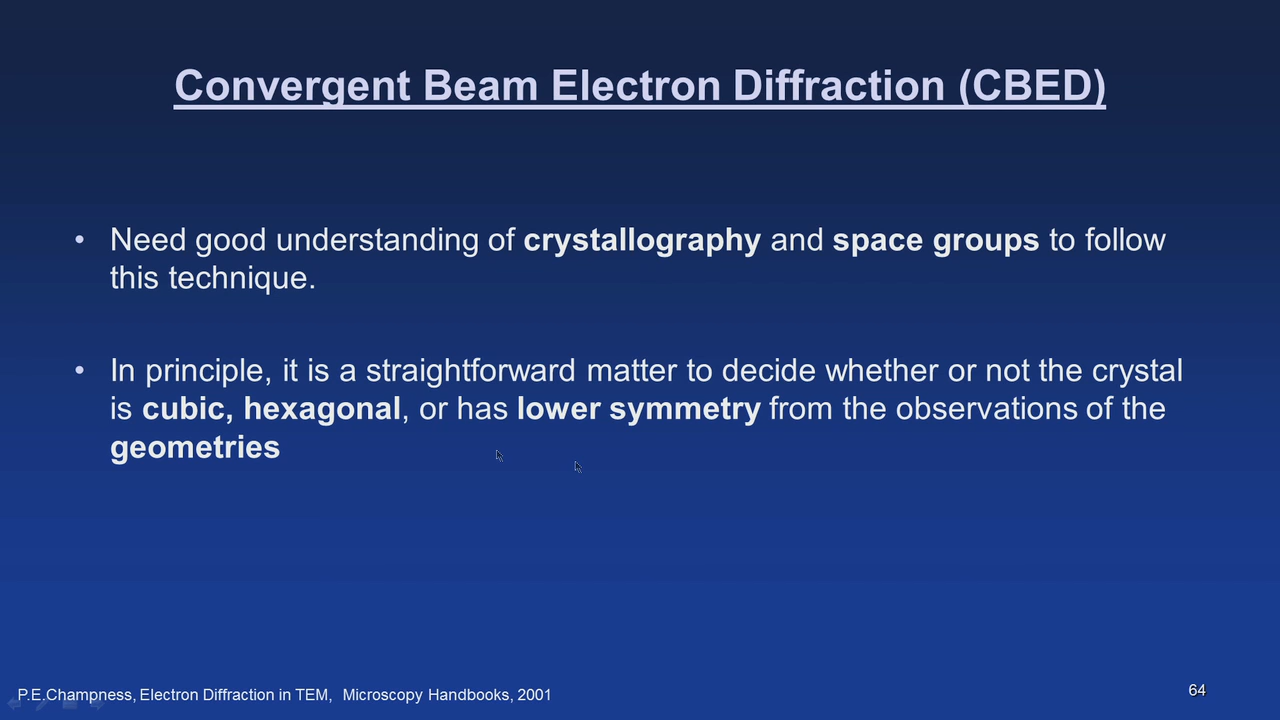 Convergent Beam Electron Diffraction (CBED)
• Need good understanding of crystallography and space groups to follow
this technique.
• In principle, it is a straightforward matter to decide whether or not the crystal
is cubic, hexagonal, or has lower symmetry from the observations of the
geometries
P.E.Champness, Electron Diffraction in TEM, Microscopy Handbooks, 2001
64